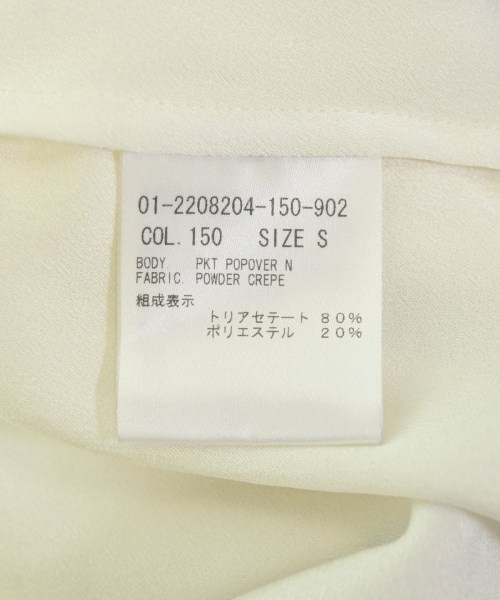 01-2208204-150-902
COL. 150 SIZE S
BODY. PKT POPOVER N
FABRIC. POWDER CREPE
組成表示
トリアセテート 80%
ポリエステル 20%